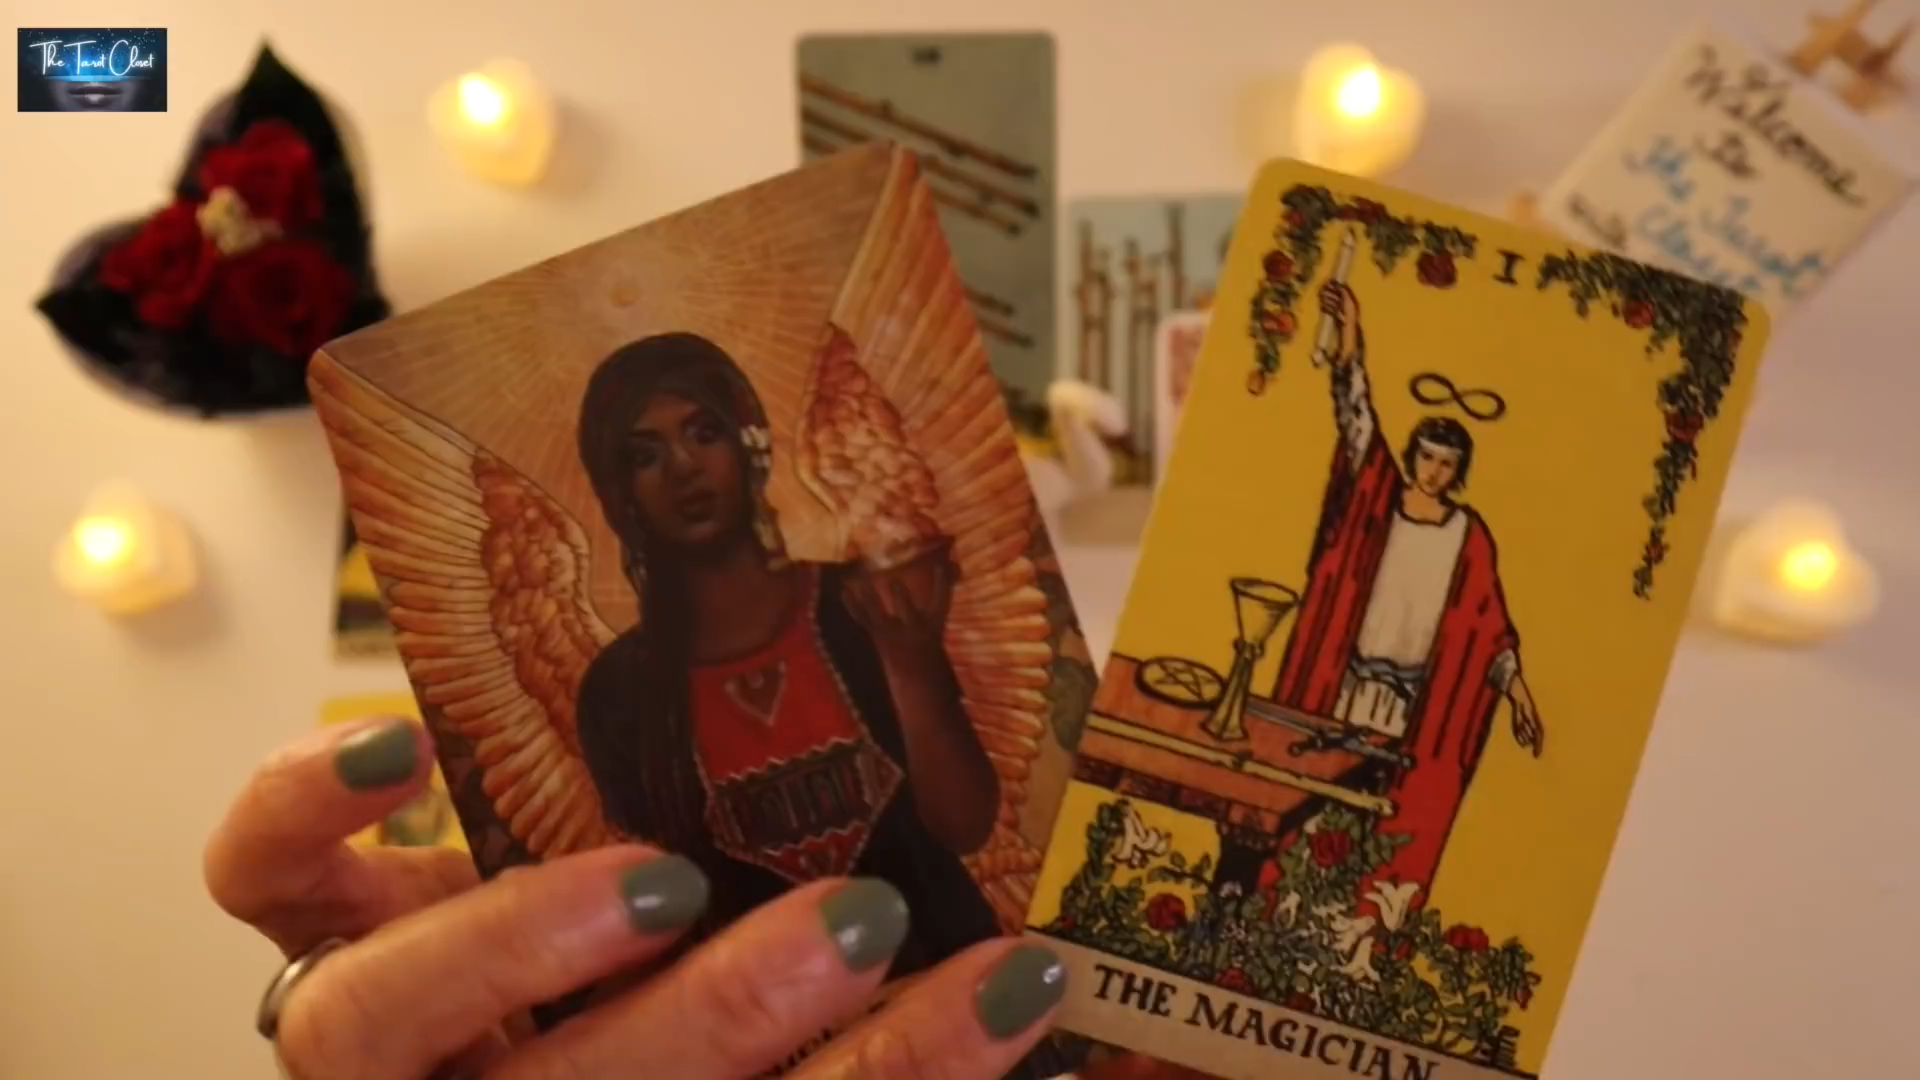 The Tarot Closet
Welcome
To
The Tarot
Closet
I
THE MAGICIAN